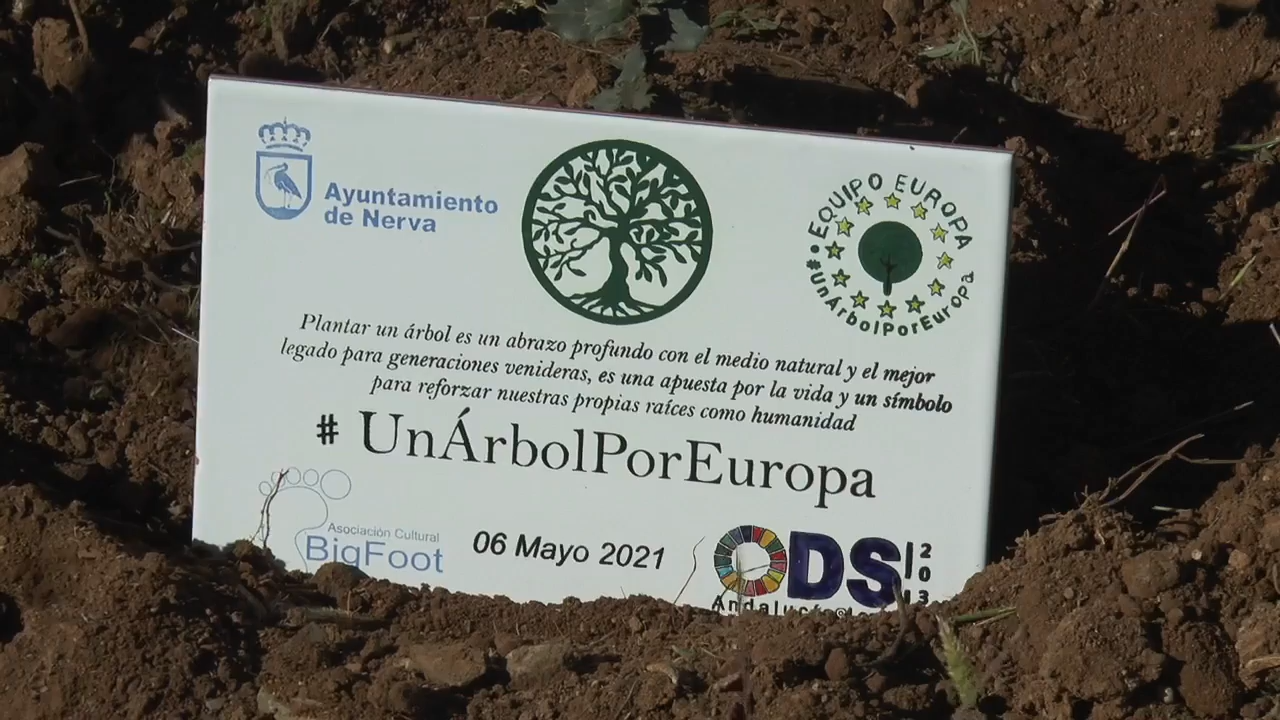 Ayuntamiento
de Nerva
• EQUIPO EUROPA
#UnÁrbolPorEuropa
Plantar un árbol es un abrazo profundo con el medio natural y el mejor
legado para generaciones venideras, es una apuesta por la vida y un símbolo
para reforzar nuestras propias raíces como humanidad
# UnÁrbolPorEuropa
Asociación Cultural
BigFoot
06 Mayo 2021
ODS
203